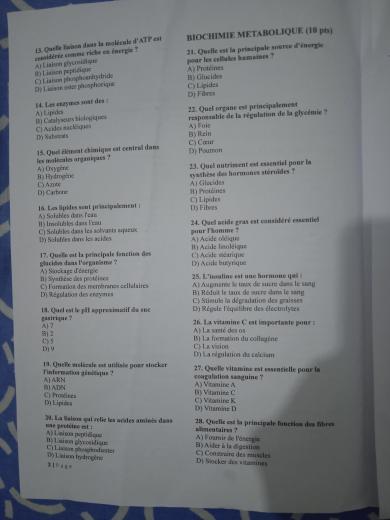 13. Quelle liaison dans la molécule d'ATP est
considérée comme riche en énergie ?
A) Liaison glycosidique
B) Liaison peptidique
C) Liaison phosphoanhydride
D) Liaison ester phosphorique
14. Les enzymes sont des :
A) Lipides
B) Catalyseurs biologiques
C) Acides nucléiques
D) Substrats
15. Quel élément chimique est central dans
les molécules organiques ?
A) Oxygène
B) Hydrogène
C) Azote
D) Carbone
16. Les lipides sont principalement :
A) Solubles dans l'eau
B) Insolubles dans l'eau
C) Solubles dans les solvants aqueux
D) Solubles dans les acides
17. Quelle est la principale fonction des
glucides dans l'organisme ?
A) Stockage d'énergie
B) Synthèse des protéines
C) Formation des membranes cellulaires
D) Régulation des enzymes
18. Quel est le pH approximatif du suc
gastrique ?
A) 7
B) 2
C) 5
D) 9
19. Quelle molécule est utilisée pour stocker
l'information génétique ?
A) ARN
B) ADN
C) Protéines
D) Lipides
20. La liaison qui relie les acides aminés dans
une protéine est :
A) Liaison peptidique
B) Liaison glycosidique
C) Liaison phosphodiester
D) Liaison hydrogène
BIOCHIMIE METABOLIQUE (10 pts)
21. Quelle est la principale source d'énergie
pour les cellules humaines ?
A) Protéines
B) Glucides
C) Lipides
D) Fibres
22. Quel organe est principalement
responsable de la régulation de la glycémie ?
A) Foie
B) Rein
C) Cœur
D) Poumon
23. Quel nutriment est essentiel pour la
synthèse des hormones stéroïdes ?
A) Glucides
B) Protéines
C) Lipides
D) Fibres
24. Quel acide gras est considéré essentiel
pour l'homme ?
A) Acide oléique
B) Acide linoléique
C) Acide stéarique
D) Acide butyrique
25. L'insuline est une hormone qui :
A) Augmente le taux de sucre dans le sang
B) Réduit le taux de sucre dans le sang
C) Stimule la dégradation des graisses
D) Régule l'équilibre des électrolytes
26. La vitamine C est importante pour :
A) La santé des os
B) La formation du collagène
C) La vision
D) La régulation du calcium
27. Quelle vitamine est essentielle pour la
coagulation sanguine ?
A) Vitamine A
B) Vitamine C
C) Vitamine K
D) Vitamine D
28. Quelle est la principale fonction des fibres
alimentaires ?
A) Fournir de l'énergie
B) Aider à la digestion
C) Construire des muscles
D) Stocker des vitamines